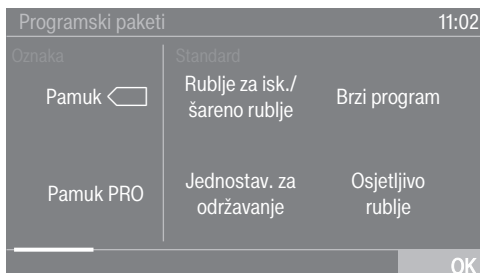 Programski paketi 11:02
Oznaka Standard
Pamuk
Rublje za isk./
šareno rublje
Brzi program
Pamuk PRO
Jednostav. za
održavanje
Osjetljivo
rublje
OK